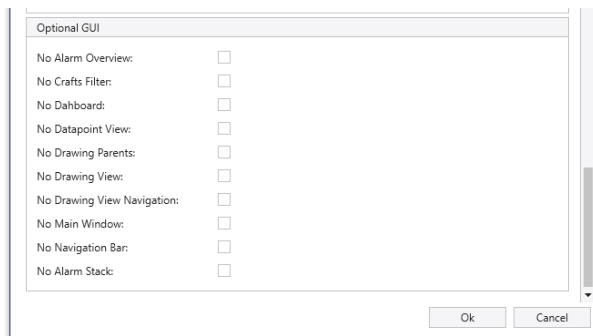 Optional GUI
No Alarm Overview:
No Crafts Filter:
No Dahboard:
No Datapoint View:
No Drawing Parents:
No Drawing View:
No Drawing View Navigation:
No Main Window:
No Navigation Bar:
No Alarm Stack:
Ok Cancel